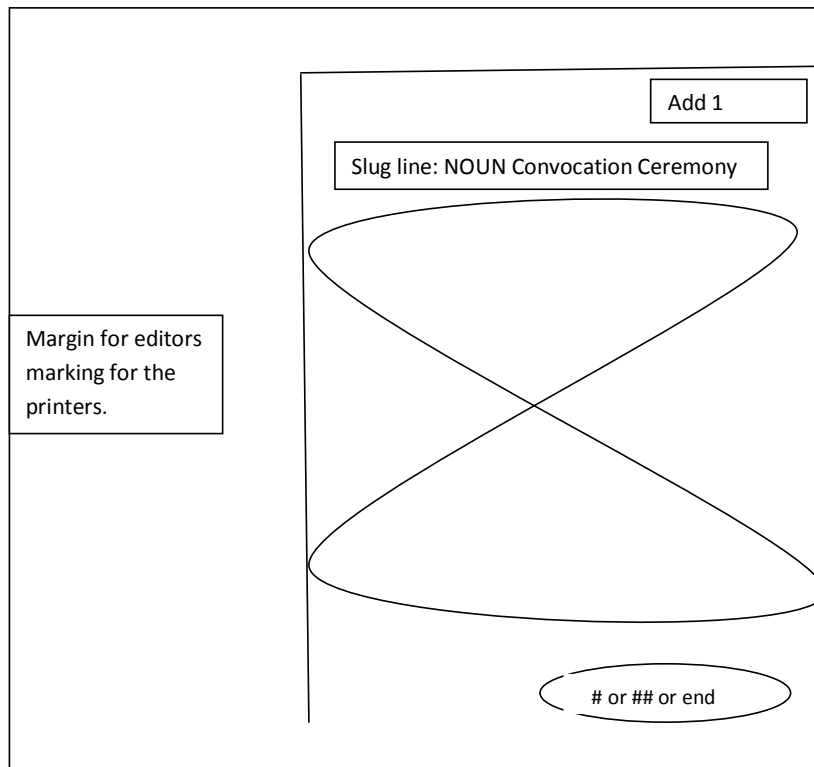 Add 1
Slug line: NOUN Convocation Ceremony
Margin for editors
marking for the
printers.
# or ## or end